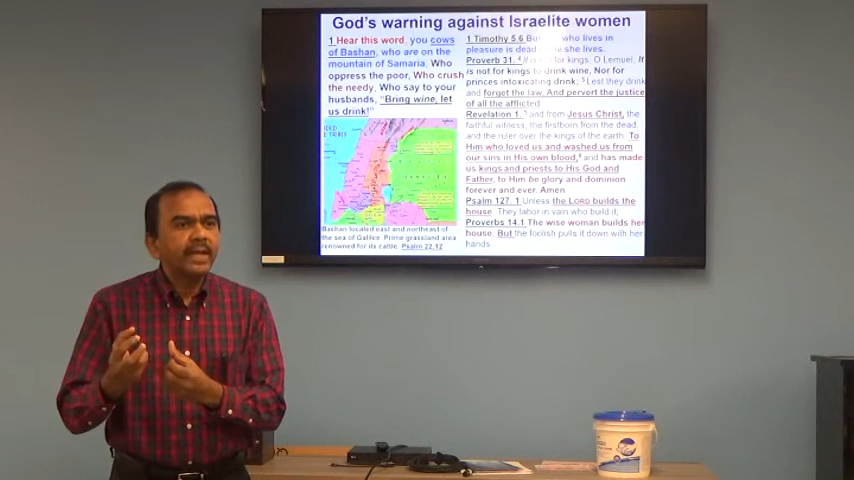 God's warning against Israelite women
1 Hear this word, you cows
of Bashan, who are on the
mountain of Samaria, Who
oppress the poor, Who crush
the needy, Who say to your
husbands, "Bring wine, let
us drink!"
Bashan located east and northeast of
the sea of Galilee. Prime grassland area
renowned for its cattle. Psalm 22.12
1 Timothy 5.6 But who lives in
pleasure is dead she lives.
Proverb 31. 4 It is not for kings, O Lemuel, It
is not for kings to drink wine, Nor for
princes intoxicating drink; 5 Lest they drink
and forget the law, And pervert the justice
of all the afflicted
Revelation 1. 5 and from Jesus Christ, the
faithful witness, the firstborn from the dead,
and the ruler over the kings of the earth. To
Him who loved us and washed us from
our sins in His own blood, 6 and has made
us kings and priests to His God and
Father, to Him be glory and dominion
forever and ever. Amen
Psalm 127. 1 Unless the LORD builds the
house, They labor in vain who build it;
Proverbs 14.1 The wise woman builds her
house, But the foolish pulls it down with her
hands.